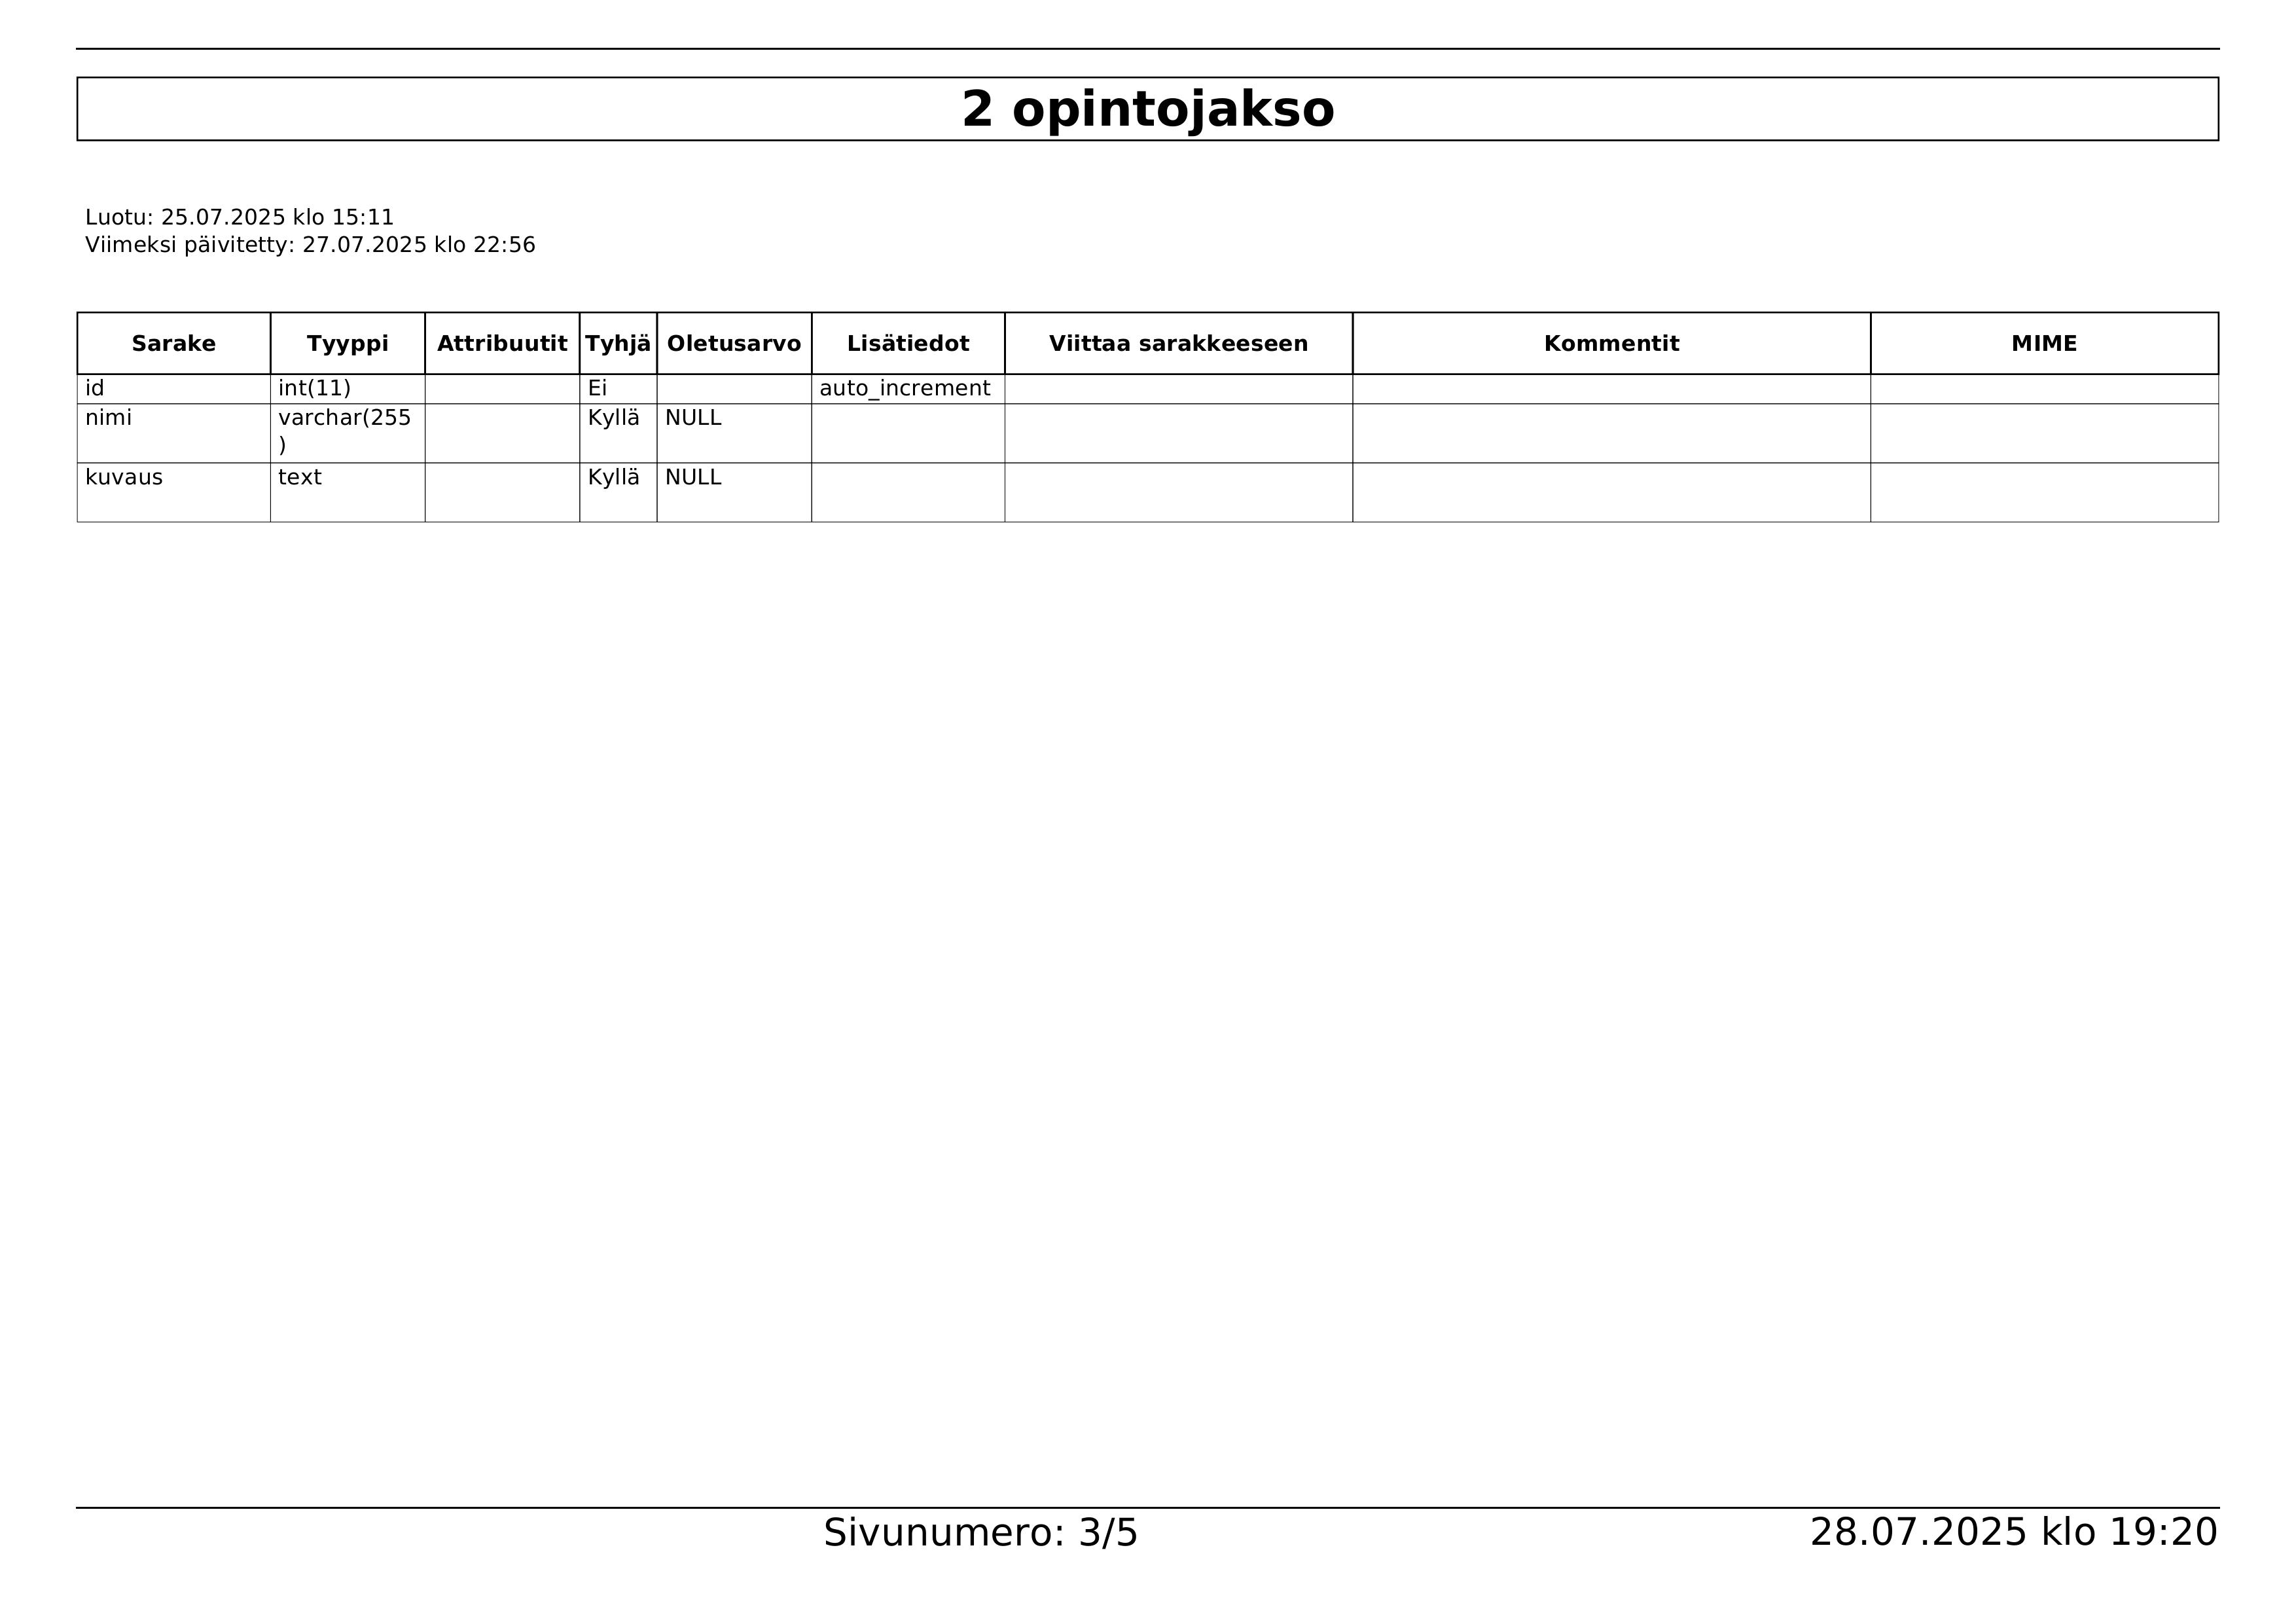 2 opintojakso
Luotu: 25.07.2025 klo 15:11
Viimeksi päivitetty: 27.07.2025 klo 22:56
Sarake Tyyppi Attribuutit Tyhjä Oletusarvo Lisätiedot Viittaa sarakkeeseen Kommentit MIME
id int(11) Ei auto_increment
nimi varchar(255 Kyllä NULL
)
kuvaus text Kyllä NULL
Sivunumero: 3/5 28.07.2025 klo 19:20